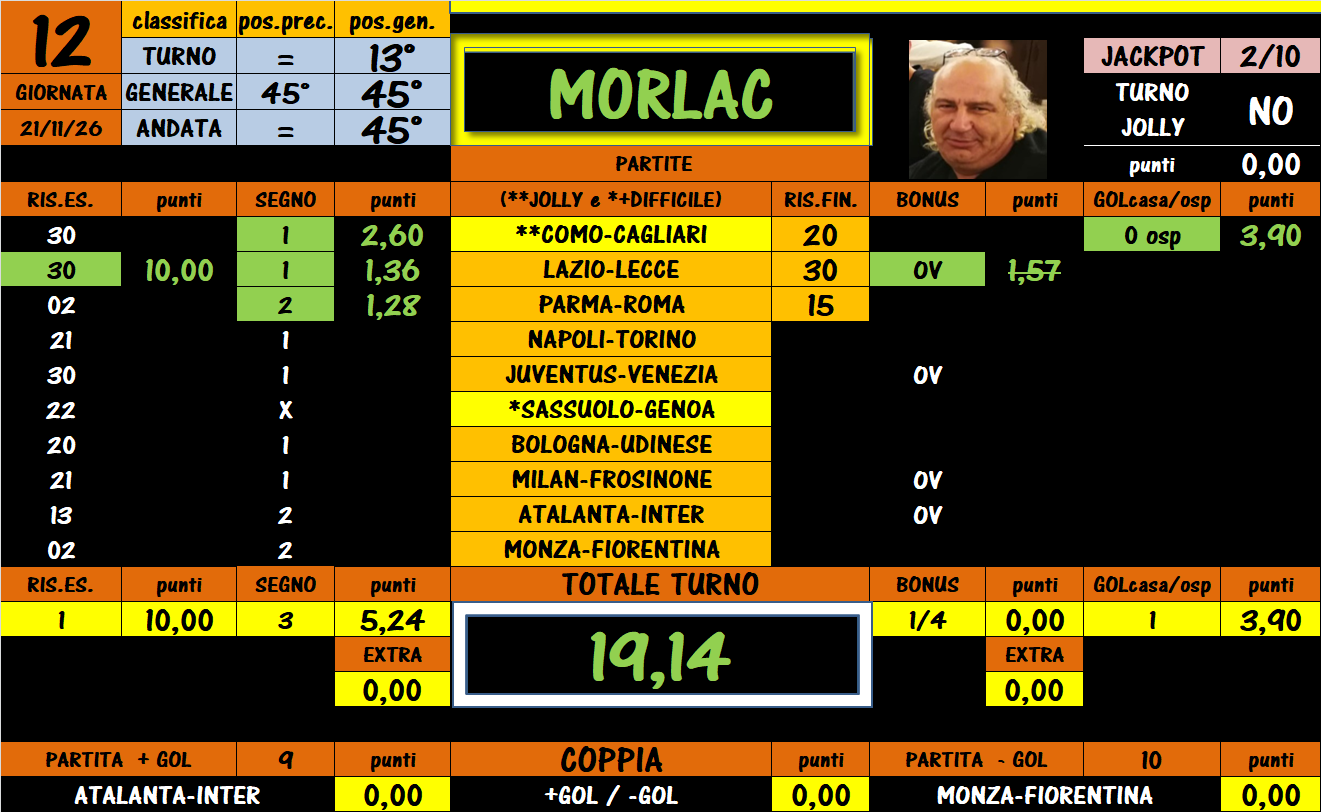 12 classifica pos.prec. pos.gen.
TURNO = 13°
GIORNATA GENERALE 45° 45°
21/11/26 ANDATA = 45°
MORLAC
JACKPOT 2/10
TURNO JOLLY NO
punti 0,00
PARTITE
RIS.ES. punti SEGNO punti (**JOLLY e *+DIFFICILE) RIS.FIN. BONUS punti GOLcasa/osp punti
30 1 2,60 **COMO-CAGLIARI 20 0 osp 3,90
30 10,00 1 1,36 LAZIO-LECCE 30 OV 1,57
02 2 1,28 PARMA-ROMA 15
21 1 NAPOLI-TORINO
30 1 JUVENTUS-VENEZIA OV
22 X *SASSUOLO-GENOA
20 1 BOLOGNA-UDINESE
21 1 MILAN-FROSINONE OV
13 2 ATALANTA-INTER OV
02 2 MONZA-FIORENTINA
RIS.ES. punti SEGNO punti TOTALE TURNO BONUS punti GOLcasa/osp punti
1 10,00 3 5,24 19,14 1/4 0,00 1 3,90
EXTRA EXTRA
0,00 0,00
PARTITA + GOL 9 punti COPPIA punti PARTITA - GOL 10 punti
ATALANTA-INTER 0,00 +GOL / -GOL 0,00 MONZA-FIORENTINA 0,00